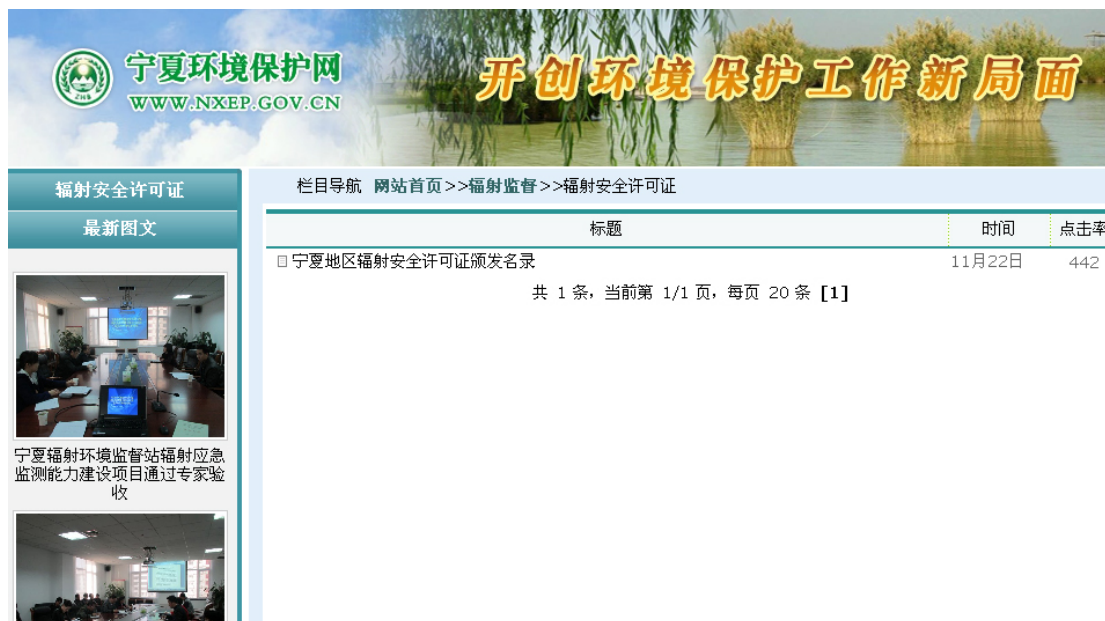 宁夏环境保护网
WWW.NXEP.GOV.CN
开创环境保护工作新局面
辐射安全许可证
最新图文
宁夏辐射环境监督站辐射应急
监测能力建设项目通过专家验
收
栏目导航 网站首页>>辐射监督>>辐射安全许可证
标题 时间 点击率
宁夏地区辐射安全许可证颁发名录 11月22日 442
共 1 条，当前第 1/1 页，每页 20 条 [1]